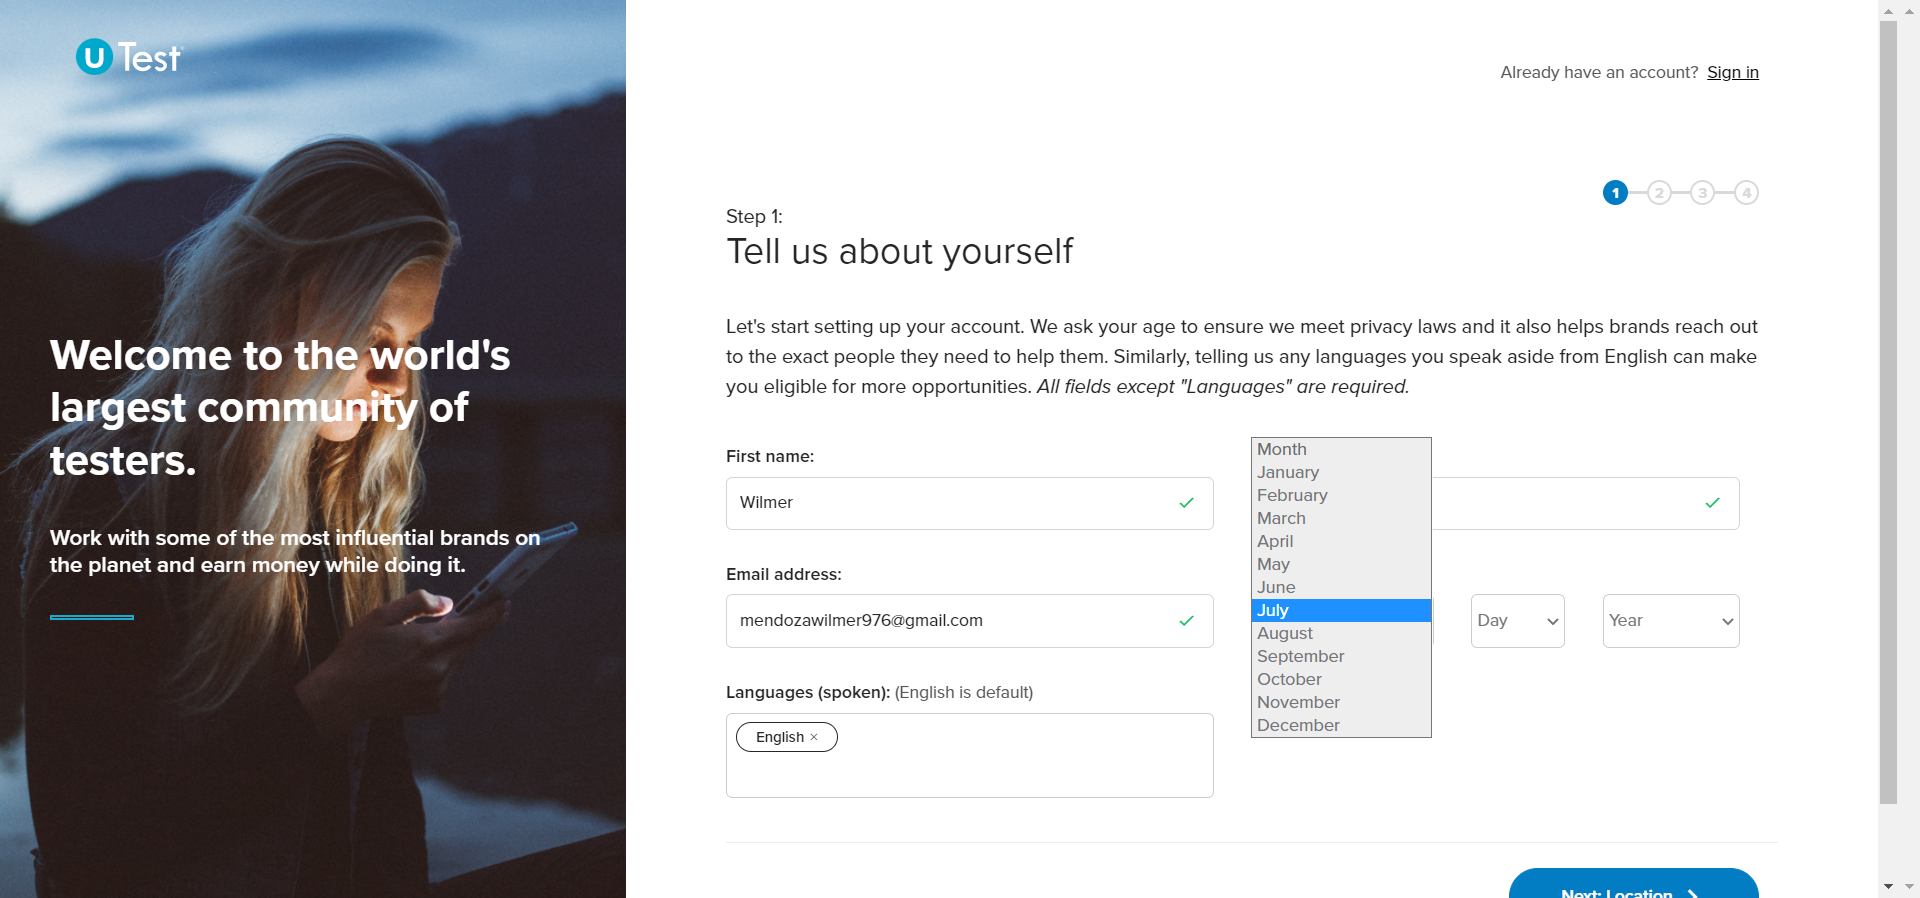 u Test
Welcome to the world's
largest community of
testers.
Work with some of the most influential brands on
the planet and earn money while doing it.
Already have an account? Sign in
1 2 3 4
Step 1:
Tell us about yourself
Let's start setting up your account. We ask your age to ensure we meet privacy laws and it also helps brands reach out
to the exact people they need to help them. Similarly, telling us any languages you speak aside from English can make
you eligible for more opportunities. All fields except "Languages" are required.
First name:
Wilmer
Email address:
mendozawilmer976@gmail.com
Languages (spoken): (English is default)
English ×
Month
January
February
March
April
May
June
July
August
September
October
November
December
Day
Year
Next: Location